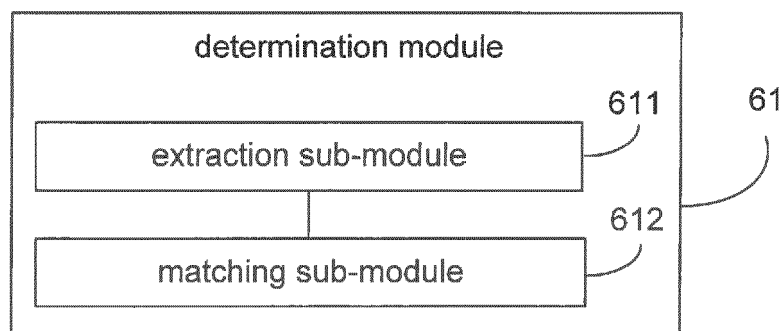 determination module
611
61
extraction sub-module
612
matching sub-module